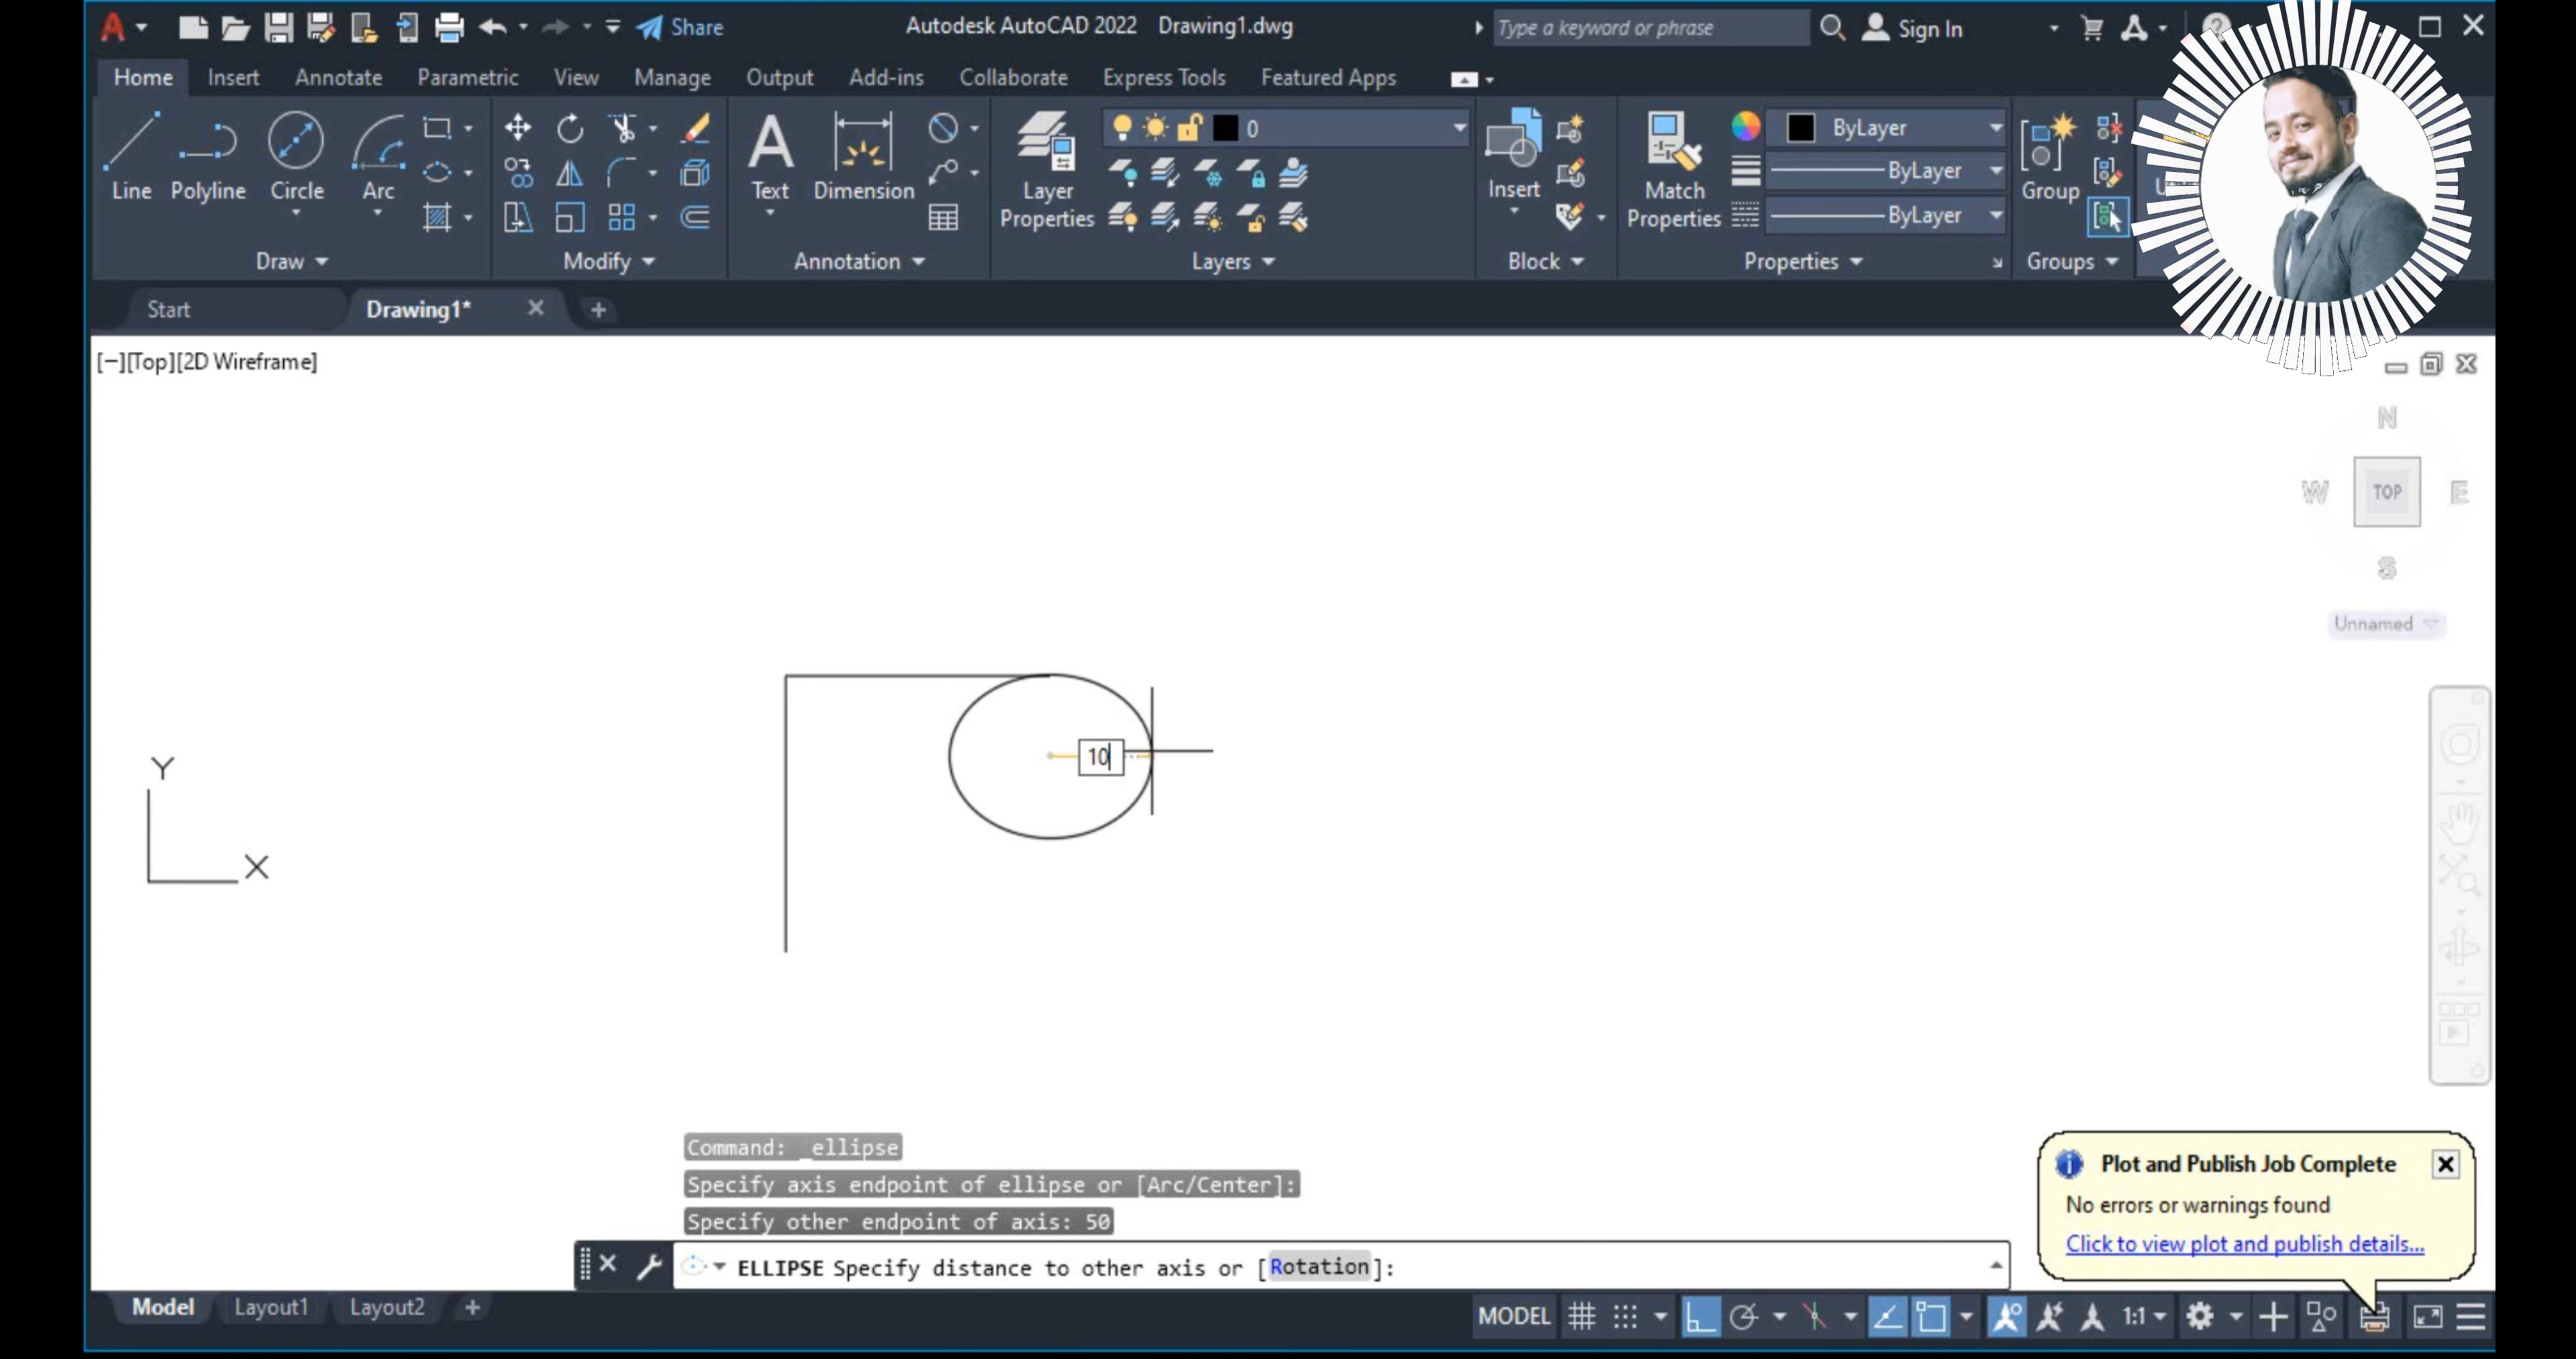 Share
Autodesk AutoCAD 2022 Drawing1.dwg
Type a keyword or phrase
Sign In
Home Insert Annotate Parametric View Manage Output Add-ins Collaborate Express Tools Featured Apps
0
ByLayer
Line Polyline Circle Arc
Text Dimension
Layer Properties
Insert
Match Properties
ByLayer
ByLayer
Group
Draw Modify Annotation Layers Block Properties Groups
Start Drawing1*
[−][Top][2D Wireframe]
N
W TOP E
S
Unnamed
10
Y
X
Command: _ellipse
Specify axis endpoint of ellipse or [Arc/Center]:
Specify other endpoint of axis: 50
ELLIPSE Specify distance to other axis or [Rotation]:
Plot and Publish Job Complete
No errors or warnings found
Click to view plot and publish details...
Model Layout1 Layout2
MODEL 1:1